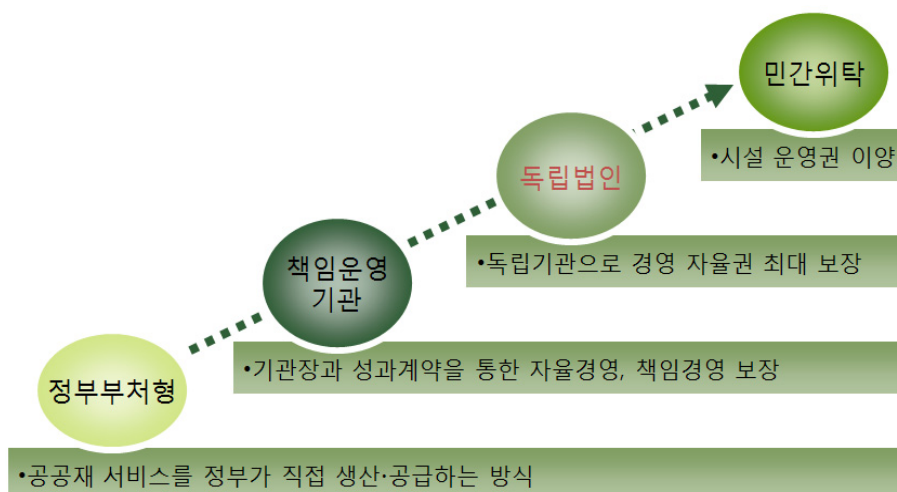 민간위탁
•시설 운영권 이양
독립법인
•독립기관으로 경영 자율권 최대 보장
책임운영
기관
•기관장과 성과계약을 통한 자율경영, 책임경영 보장
정부부처형
•공공재 서비스를 정부가 직접 생산·공급하는 방식